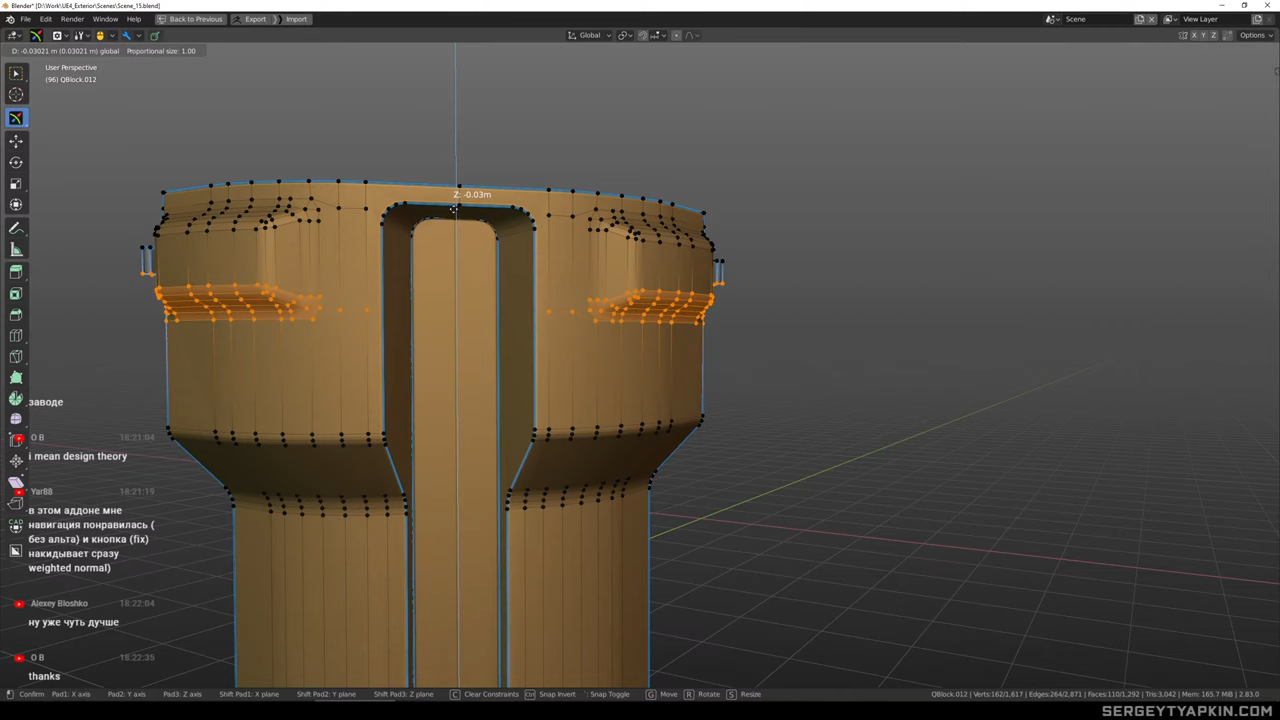 Blender* [D:\Work\UE4_Exterior\Scenes\Scene_15.blend]
File Edit Render Window Help Back to Previous Export Import Scene View Layer
Global X Y Z Options
D: -0.03021 m (0.03021 m) global Proportional size: 1.00
User Perspective
(96) QBlock.012
Z: -0.03m
заводе
O B 18:21:04
i mean design theory
Yar88 18:21:19
в этом аддоне мне
навигация понравилась (
без альта) и кнопка (fix)
накидывает сразу
weighted normal)
CAD
Alexey Bloshko 18:22:04
ну уже чуть дучше
O B 18:22:35
thanks
Confirm Pad1: X axis Pad2: Y axis Pad3: Z axis Shift Pad1: X plane Shift Pad2: Y plane Shift Pad3: Z plane C Clear Constraints Ctrl Snap Invert : Snap Toggle G Move R Rotate S Resize QBlock.012 | Verts:162/1,617 | Edges:264/2,871 | Faces:110/1,292 | Tris:3,042 | Mem: 165.7 MiB | 2.83.0
SERGEYTYAPKIN.COM